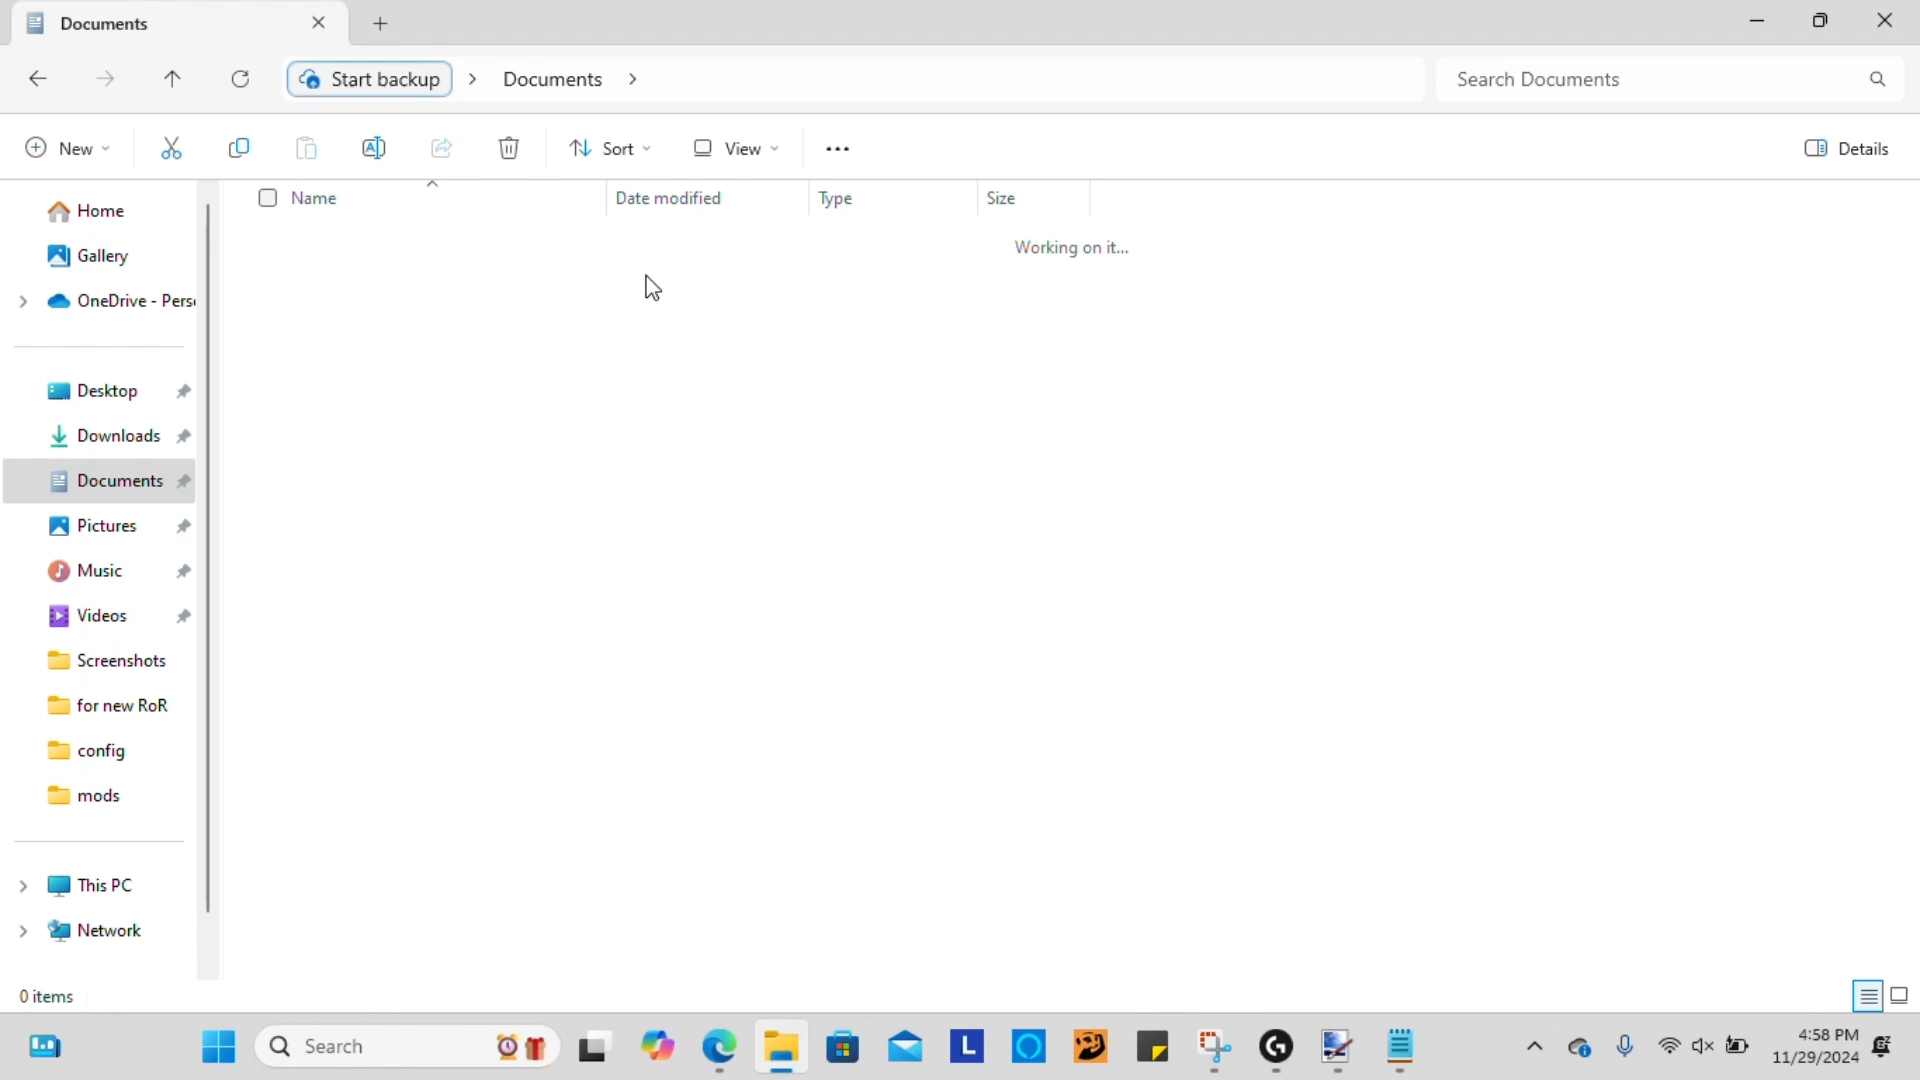 Documents
Start backup > Documents >
Search Documents
New
Sort
View
Details
Name
Date modified
Type
Size
Working on it...
Home
Gallery
OneDrive - Pers
Desktop
Downloads
Documents
Pictures
Music
Videos
Screenshots
for new RoR
config
mods
This PC
Network
0 items
Search
L
4:58 PM
11/29/2024